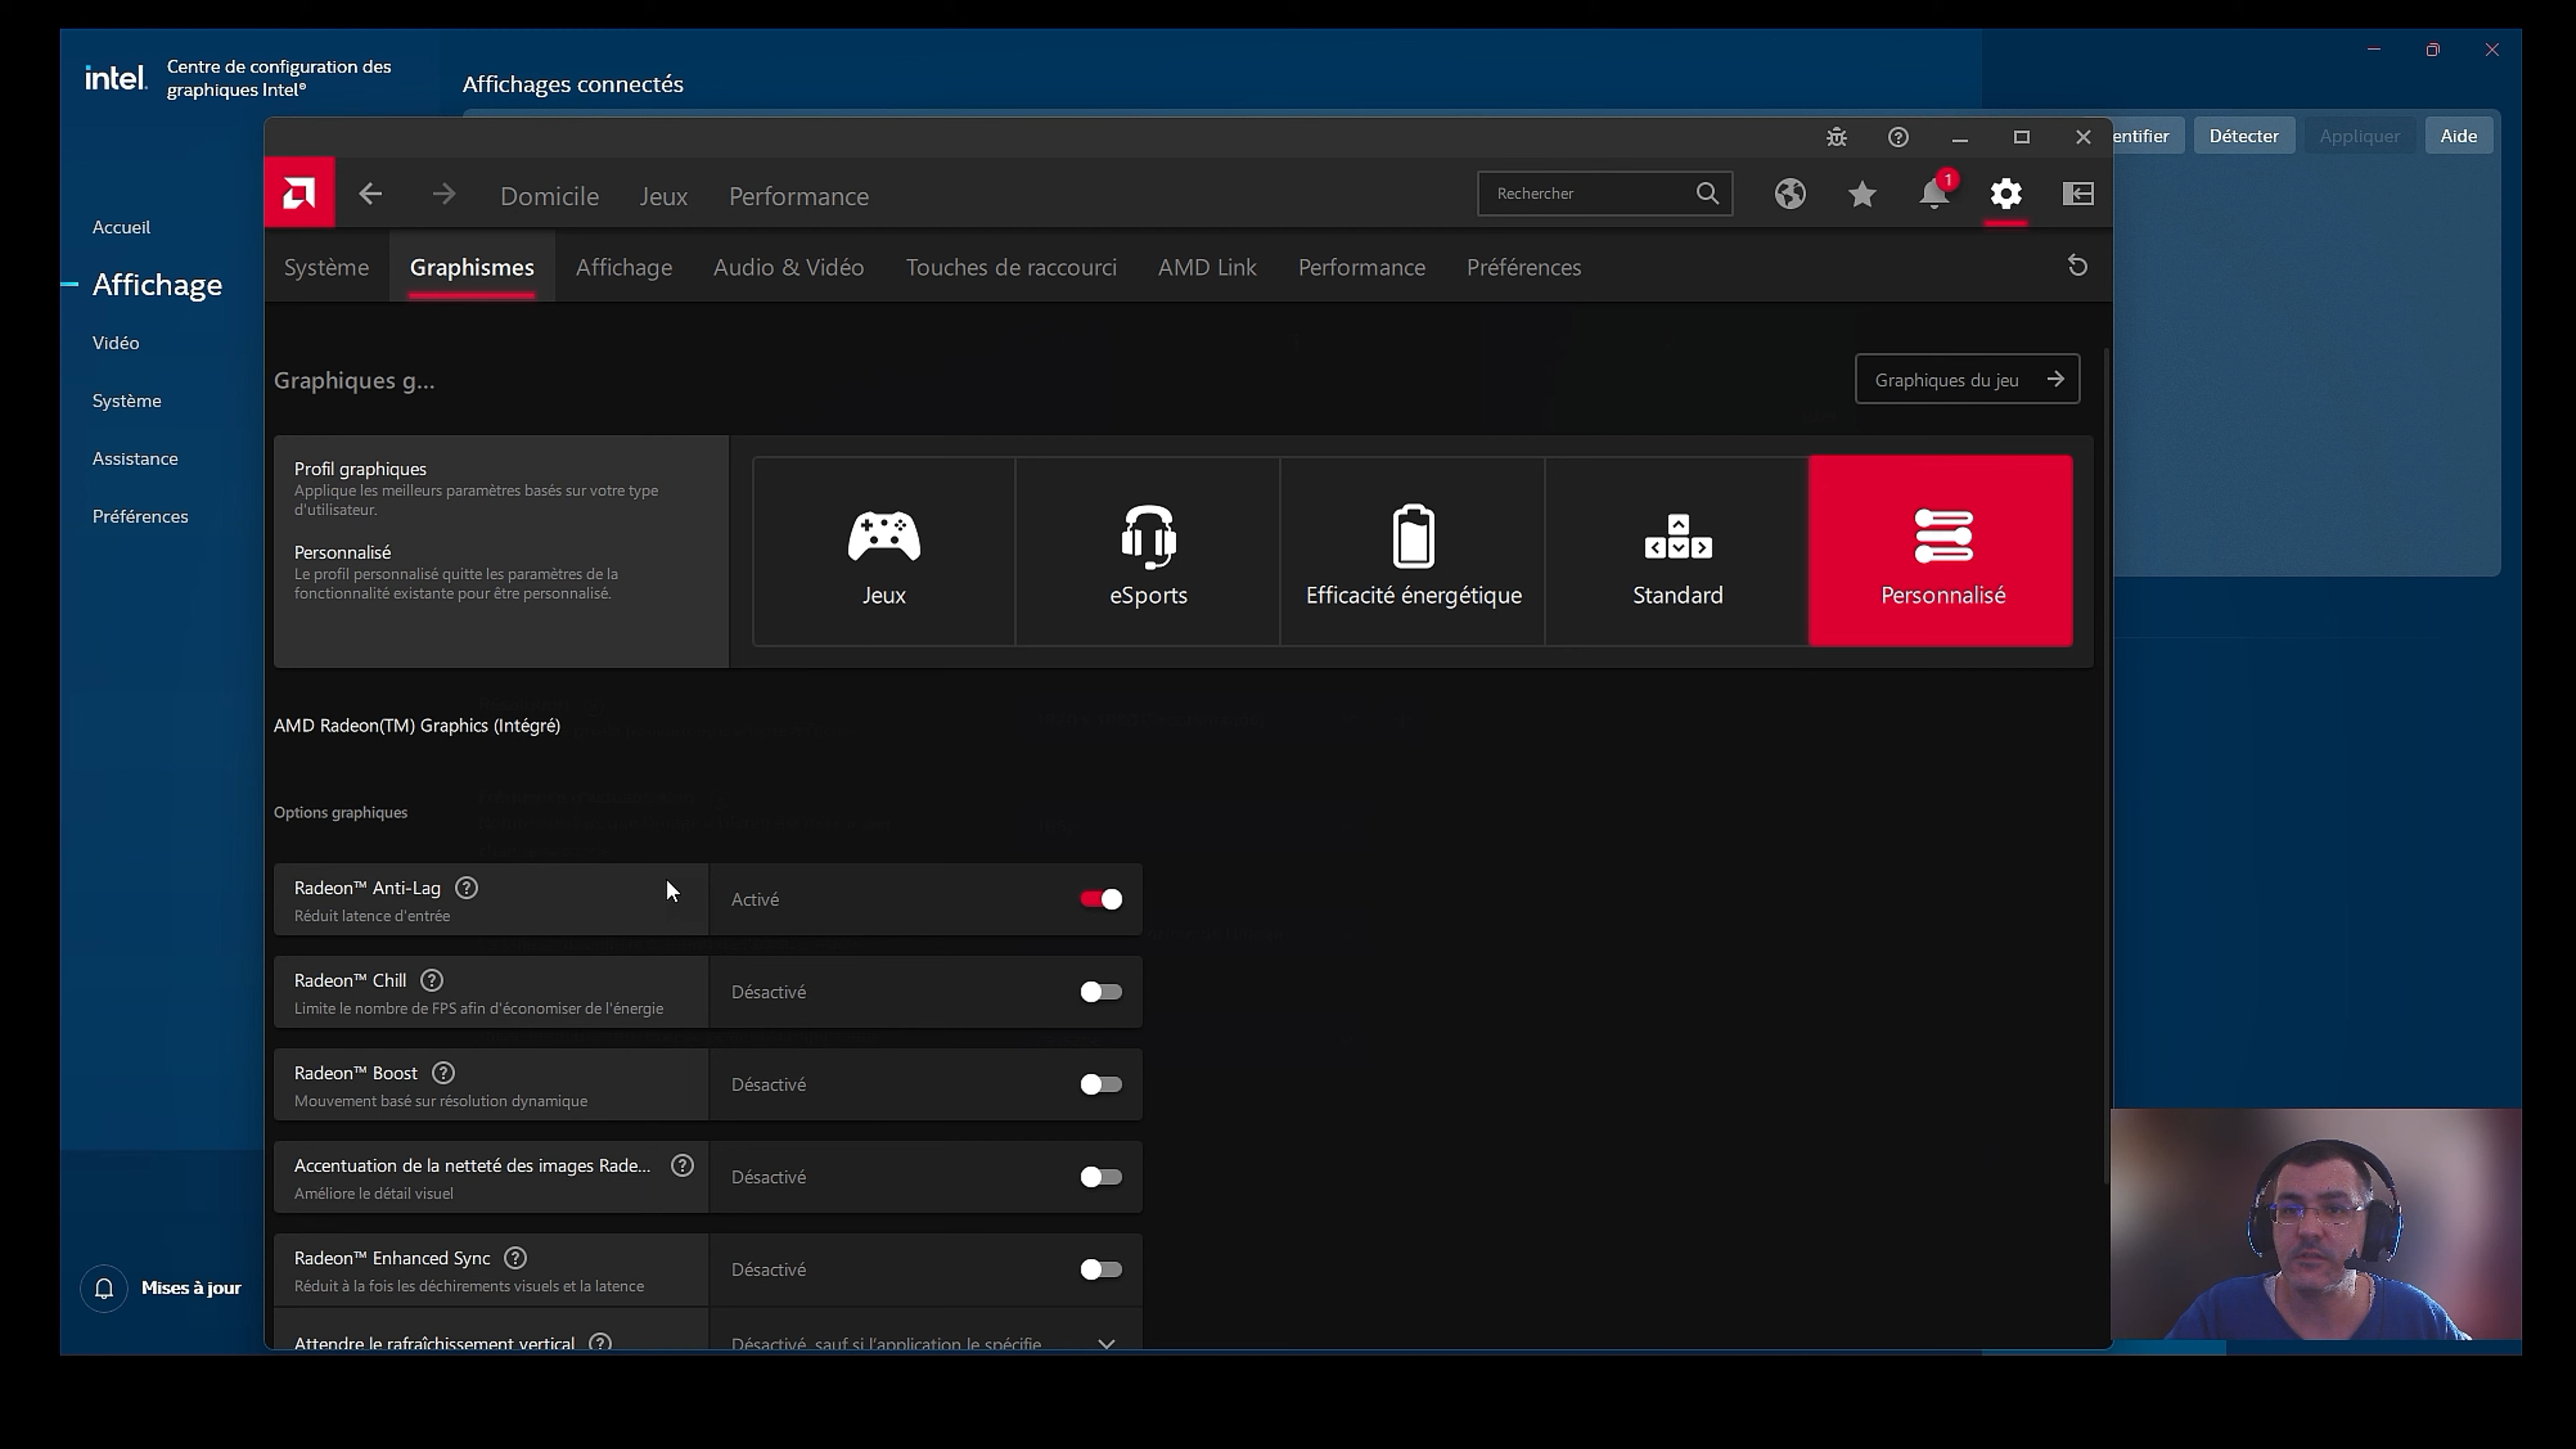 intel.
Centre de configuration des
graphiques Intel®
Affichages connectés
Détecter
Appliquer
Aide
Accueil
Affichage
Vidéo
Système
Assistance
Préférences
Mises à jour
Domicile
Jeux
Performance
Rechercher
1
Système
Graphismes
Affichage
Audio & Vidéo
Touches de raccourci
AMD Link
Performance
Préférences
Graphiques g...
Graphiques du jeu
Profil graphiques
Applique les meilleurs paramètres basés sur votre type
d'utilisateur.
Personnalisé
Le profil personnalisé quitte les paramètres de la
fonctionnalité existante pour être personnalisé.
Jeux
eSports
Efficacité énergétique
Standard
Personnalisé
AMD Radeon(TM) Graphics (Intégré)
Options graphiques
Radeon™ Anti-Lag
Réduit latence d'entrée
Activé
Radeon™ Chill
Limite le nombre de FPS afin d'économiser de l'énergie
Désactivé
Radeon™ Boost
Mouvement basé sur résolution dynamique
Désactivé
Accentuation de la netteté des images Rade...
Améliore le détail visuel
Désactivé
Radeon™ Enhanced Sync
Réduit à la fois les déchirements visuels et la latence
Désactivé
Attendre le rafraîchissement vertical
Désactivé, sauf si l'application le spécifie